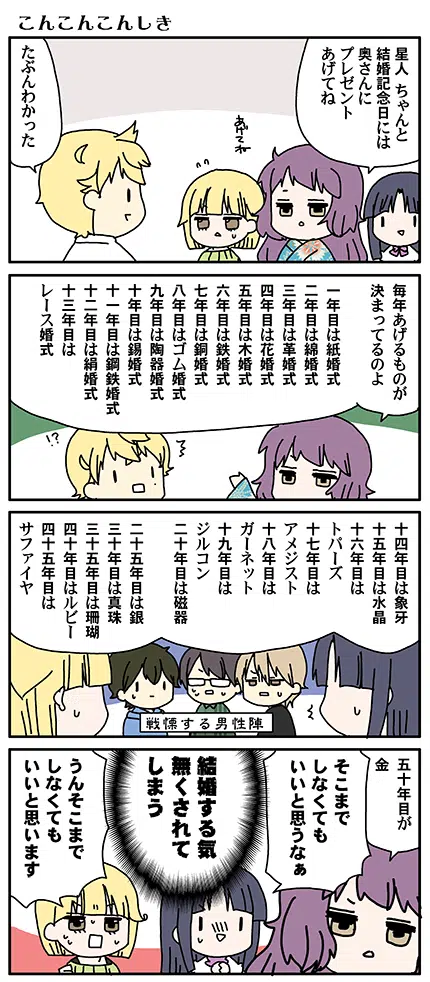 こんこんこんしき
星人 ちゃんと
結婚記念日には
奥さんに
プレゼント
あげてね
あげてね
たぶんわかった
毎年あげるものが
決まってるのよ
一年目は紙婚式
二年目は綿婚式
三年目は革婚式
四年目は花婚式
五年目は木婚式
六年目は鉄婚式
七年目は銅婚式
八年目はゴム婚式
九年目は陶器婚式
十年目は錫婚式
十一年目は鋼鉄婚式
十二年目は絹婚式
十三年目は
レース婚式
!?
十四年目は象牙
十五年目は水晶
十六年目は
トパーズ
十七年目は
アメジスト
十八年目は
ガーネット
十九年目は
ジルコン
二十年目は磁器
二十五年目は銀
三十年目は真珠
三十五年目は珊瑚
四十年目はルビー
四十五年目は
サファイヤ
戦慄する男性陣
五十年目が
金
そこまで
しなくても
いいと思うなぁ
結婚する気
無くされて
しまう
うんそこまで
しなくても
いいと思います